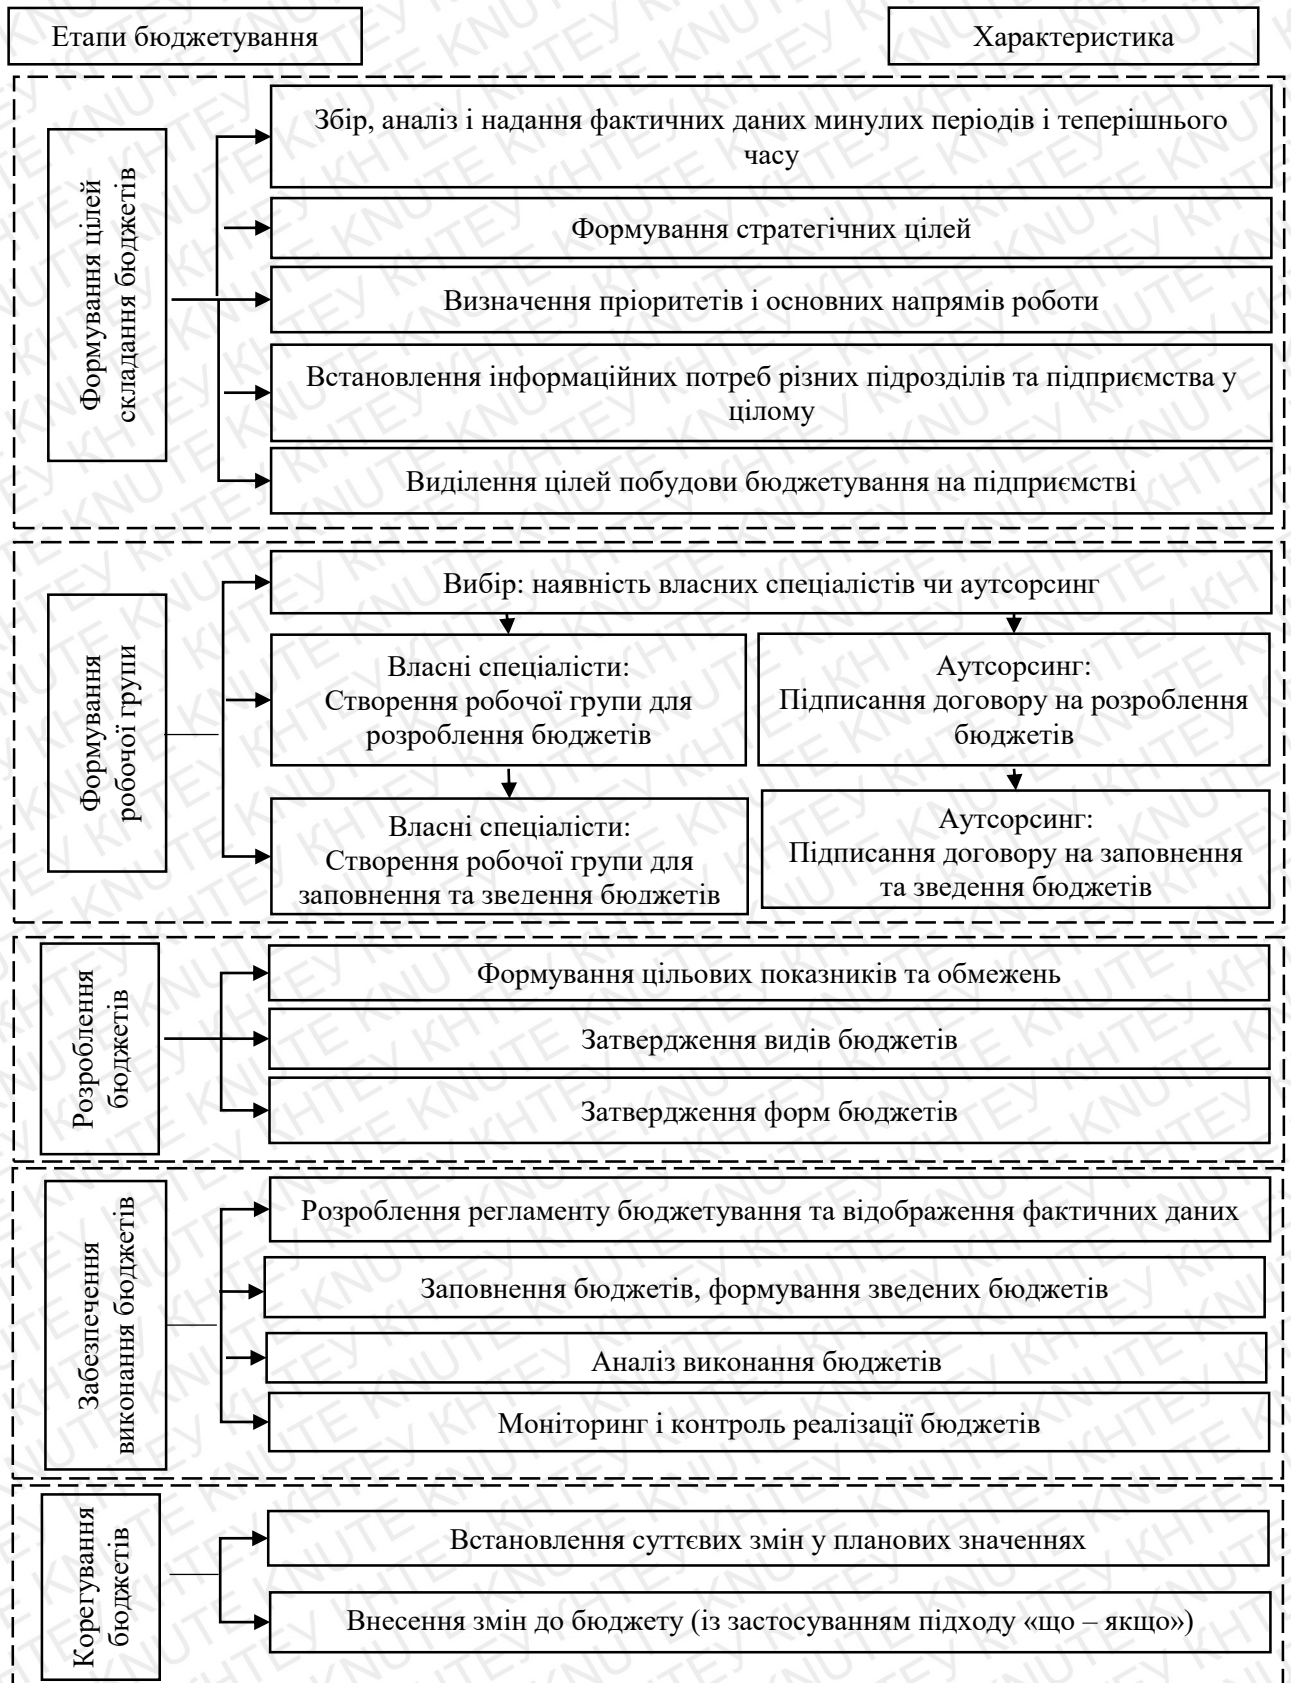 Етапи бюджетування
Характеристика
Формування цілей
складання бюджетів
Збір, аналіз і надання фактичних даних минулих періодів і теперішнього
часу
Формування стратегічних цілей
Визначення пріоритетів і основних напрямів роботи
Встановлення інформаційних потреб різних підрозділів та підприємства у
цілому
Виділення цілей побудови бюджетування на підприємстві
Формування
робочої групи
Вибір: наявність власних спеціалістів чи аутсорсинг
Власні спеціалісти:
Створення робочої групи для
розроблення бюджетів
Аутсорсинг:
Підписання договору на розроблення
бюджетів
Власні спеціалісти:
Створення робочої групи для
заповнення та зведення бюджетів
Аутсорсинг:
Підписання договору на заповнення
та зведення бюджетів
Розроблення
бюджетів
Формування цільових показників та обмежень
Затвердження видів бюджетів
Затвердження форм бюджетів
Забезпечення
виконання бюджетів
Розроблення регламенту бюджетування та відображення фактичних даних
Заповнення бюджетів, формування зведених бюджетів
Аналіз виконання бюджетів
Моніторинг і контроль реалізації бюджетів
Корегування
бюджетів
Встановлення суттєвих змін у планових значеннях
Внесення змін до бюджету (із застосуванням підходу «що – якщо»)